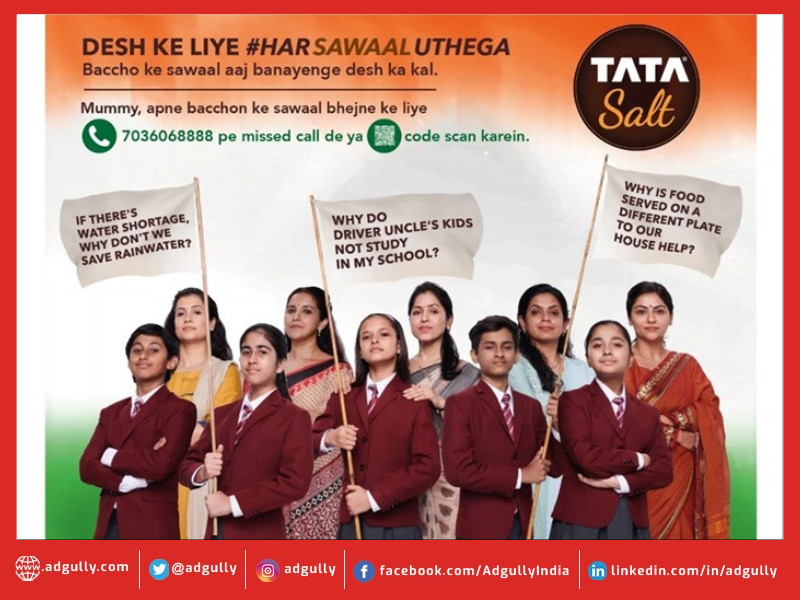 DESH KE LIYE #HARSAWAALUTHEGA
Baccho ke sawaal aaj banayenge desh ka kal.
Mummy, apne bacchon ke sawaal bhejne ke liye
7036068888 pe missed call de ya code scan karein.
TATA
Salt
IF THERE'S
WATER SHORTAGE,
WHY DON'T WE
SAVE RAINWATER?
WHY DO
DRIVER UNCLE'S KIDS
NOT STUDY
IN MY SCHOOL?
WHY IS FOOD
SERVED ON A
DIFFERENT PLATE
TO OUR
HOUSE HELP?
www.adgully.com
@adgully
adgully
facebook.com/AdgullyIndia
linkedin.com/in/adgully